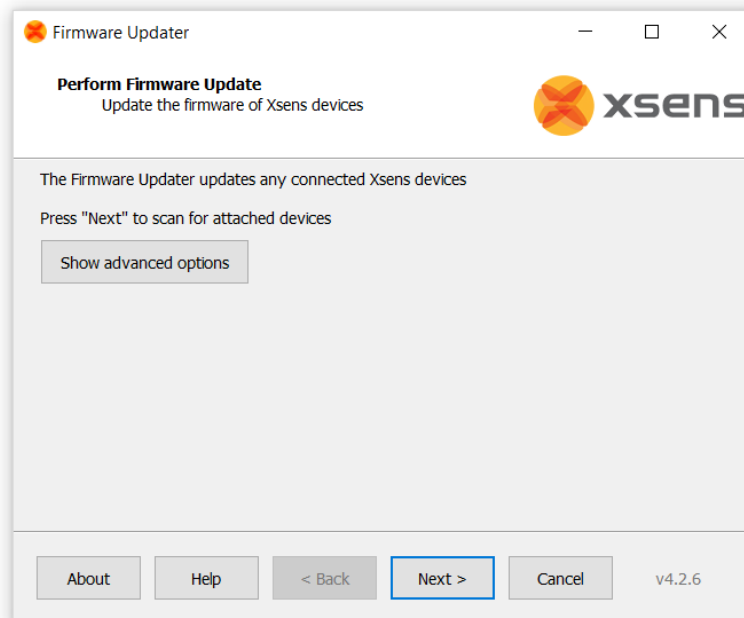 Firmware Updater
Perform Firmware Update
Update the firmware of Xsens devices
xsens
The Firmware Updater updates any connected Xsens devices
Press "Next" to scan for attached devices
Show advanced options
About Help < Back Next > Cancel v4.2.6